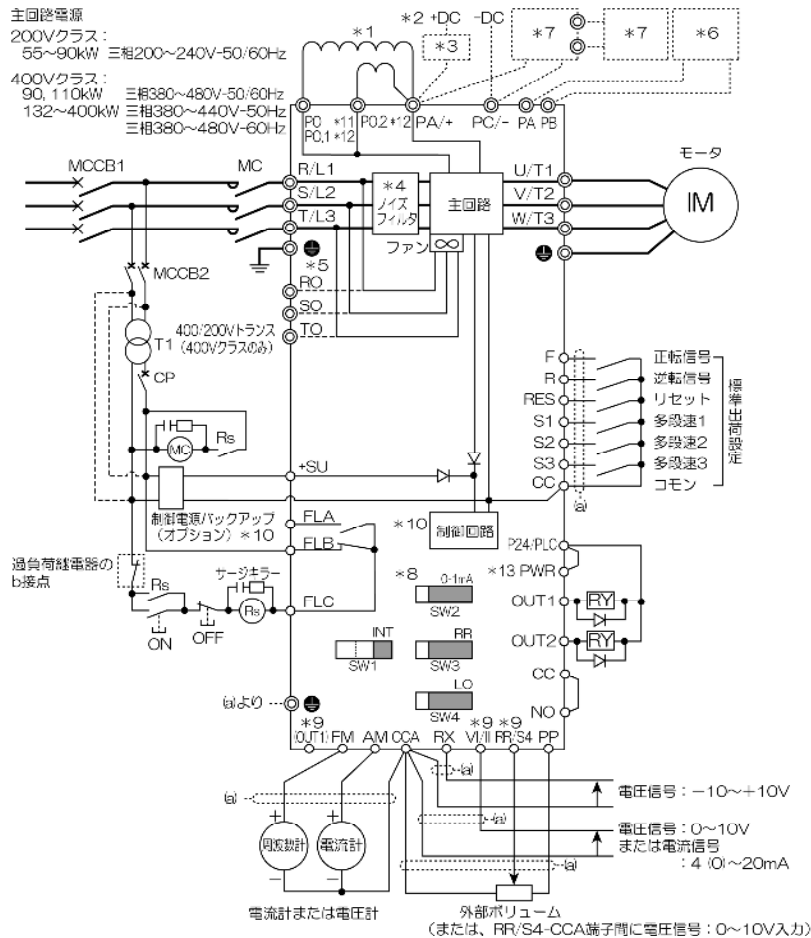 主回路電源
200Vクラス：
55～90kW 三相200～240V-50/60Hz
400Vクラス：
90, 110kW 三相380～480V-50/60Hz
132～400kW 三相380～440V-50Hz
三相380～480V-60Hz
*1
*2 +DC -DC
*3
*7
*7
*6
PO
PO.1
*11
*12
PO.2 *12
PA/+
PC/-
PA
PB
MCCB1
MC
R/L1
S/L2
T/L3
*4
ノイズ
フィルタ
主回路
ファン
U/T1
V/T2
W/T3
モータ
IM
*5
RO
SO
TO
MCCB2
400/200Vトランス
(400Vクラスのみ)
T1
CP
MC
Rs
+SU
制御電源バックアップ
(オプション) *10
*10
制御回路
F 正転信号
R 逆転信号
RES リセット
S1 多段速1
S2 多段速2
S3 多段速3
CC コモン
標準出荷設定
(a)
FLA
FLB
FLC
過負荷継電器の
b接点
Rs
サージキラー
Rs
ON
OFF
P24/PLC
*13 PWR
OUT1
RY
OUT2
RY
CC
NO
*8
0-1mA
SW2
INT
SW1
RR
SW3
LO
SW4
(a)より
*9
(OUT1)
FM
AM
CCA
RX
*9
VI/II
*9
RR/S4
PP
(a)
(a)
(a)
(a)
+
周波数計
-
+
電流計
-
電流計または電圧計
電圧信号：-10～+10V
電圧信号：0～10V
または電流信号
：4 (0)～20mA
外部ボリューム
(または、RR/S4-CCA端子間に電圧信号：0～10V入力)